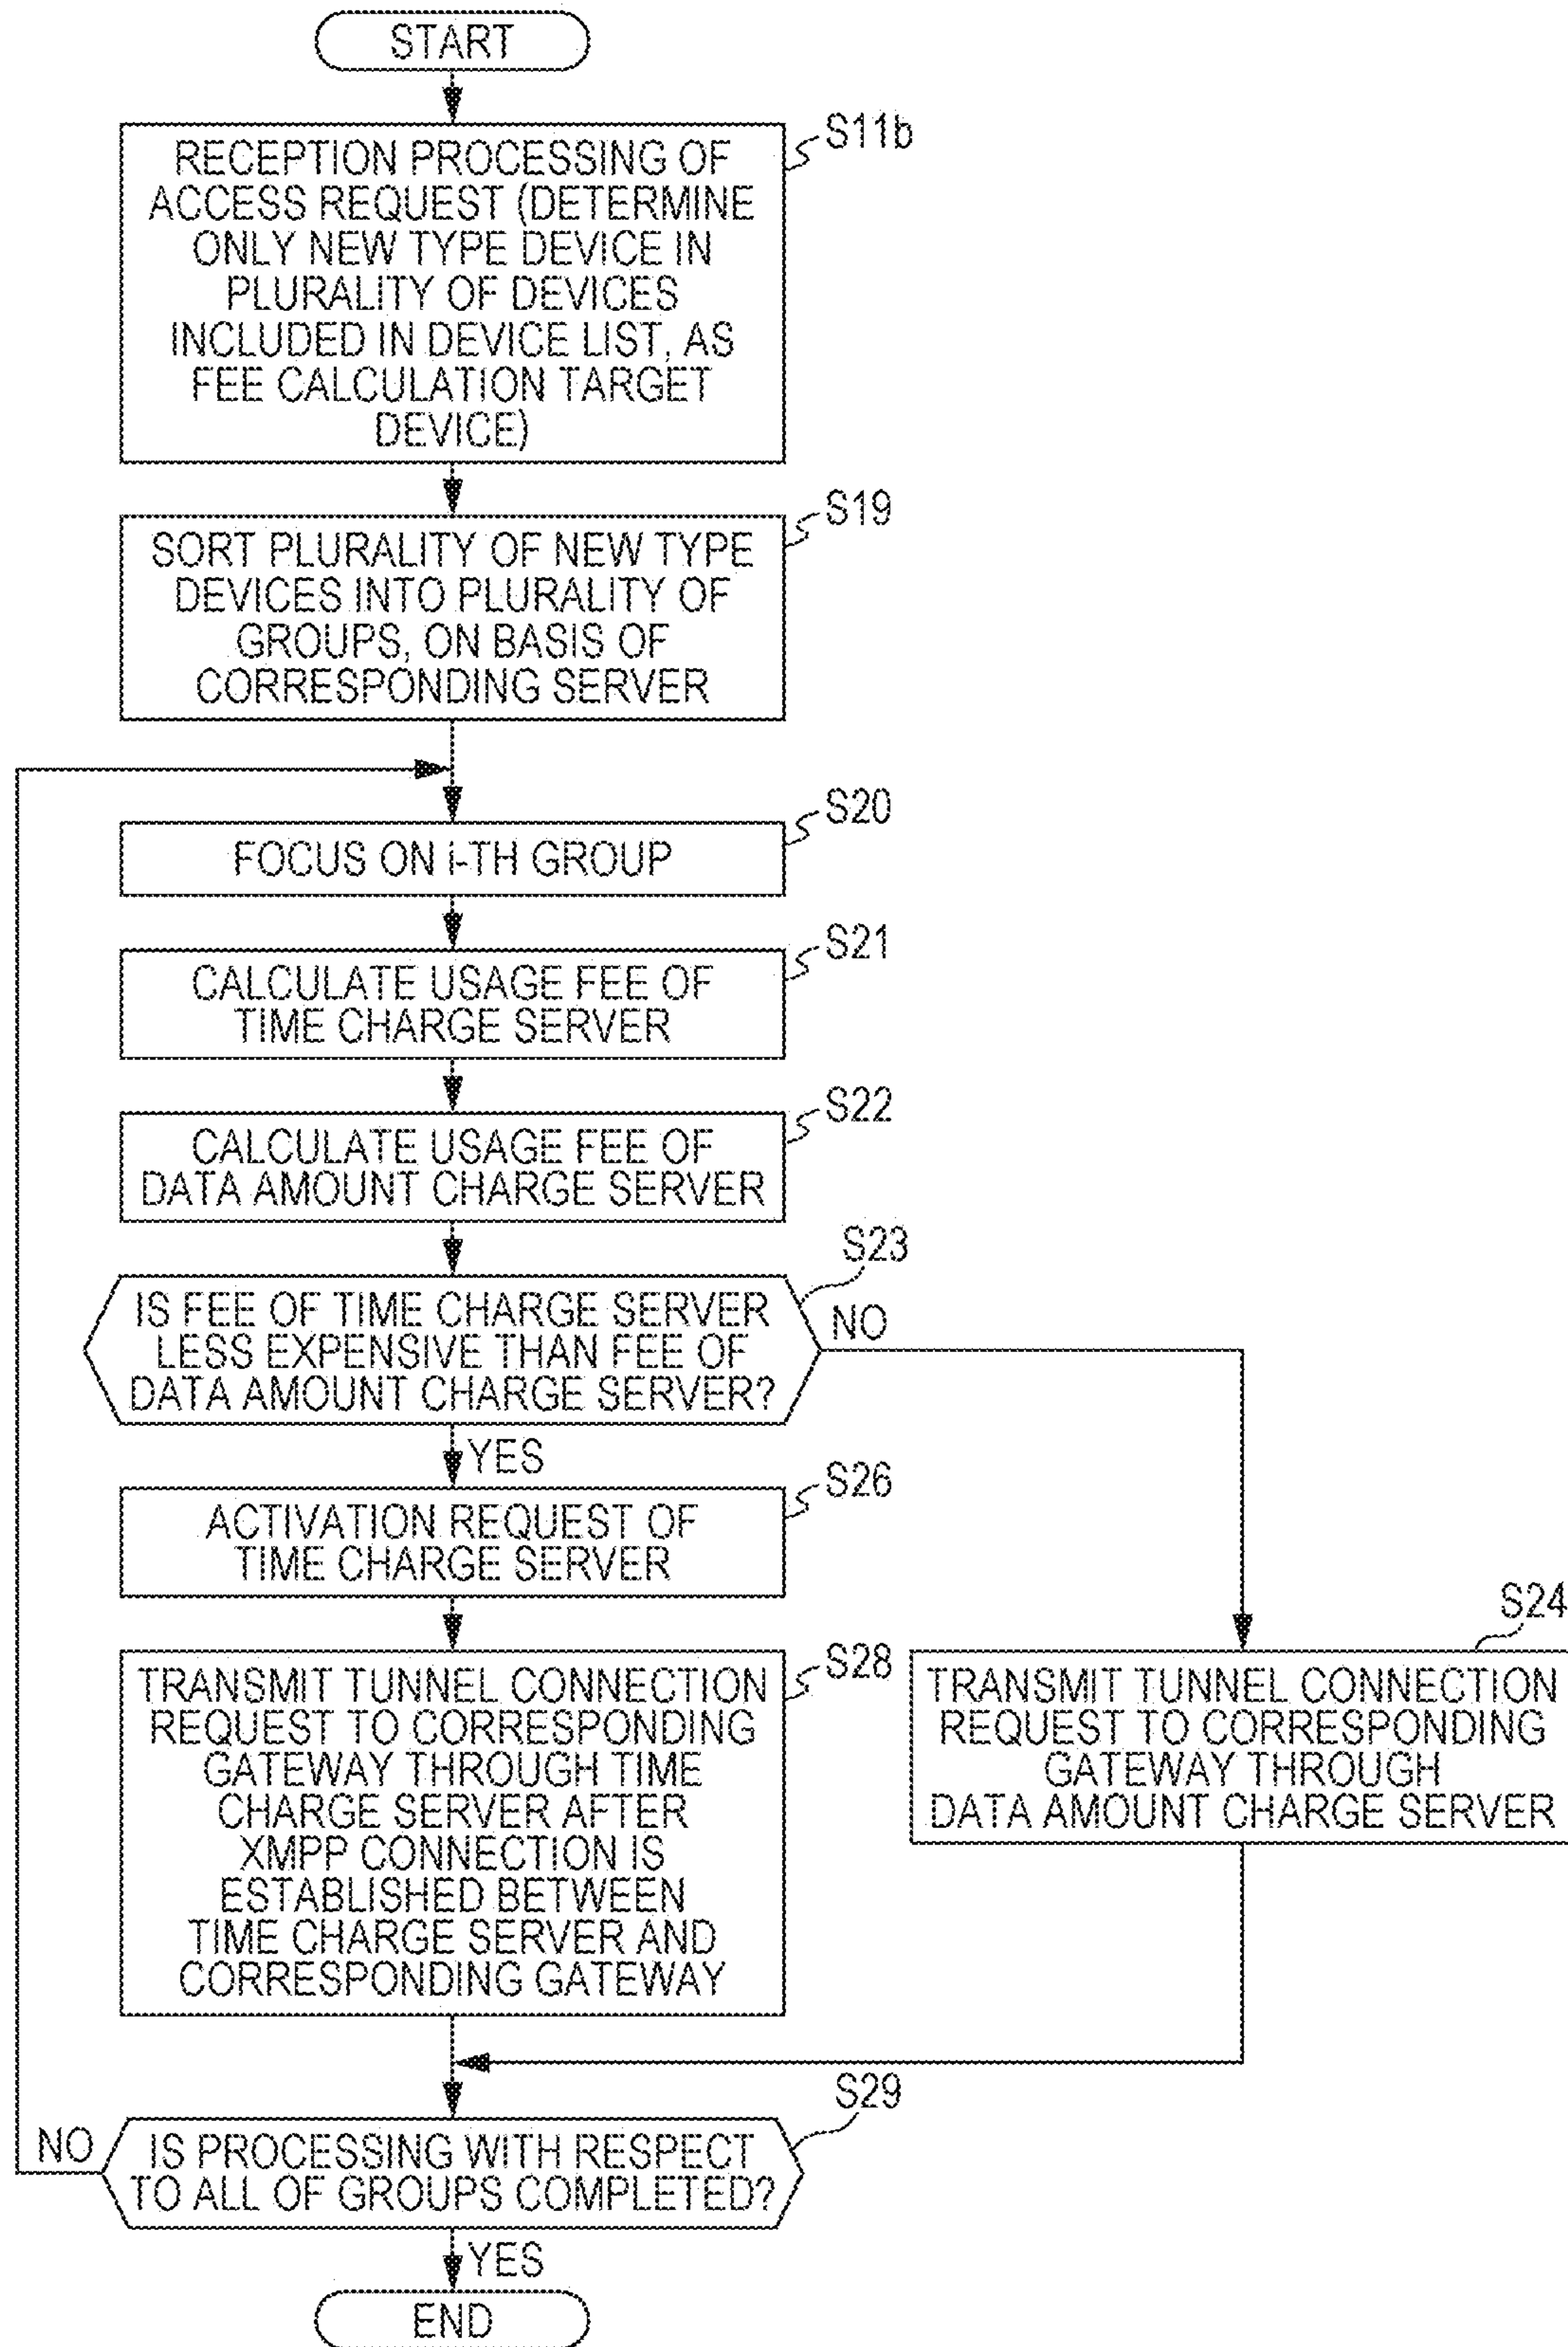 START
S11b
RECEPTION PROCESSING OF
ACCESS REQUEST (DETERMINE
ONLY NEW TYPE DEVICE IN
PLURALITY OF DEVICES
INCLUDED IN DEVICE LIST, AS
FEE CALCULATION TARGET
DEVICE)
S19
SORT PLURALITY OF NEW TYPE
DEVICES INTO PLURALITY OF
GROUPS, ON BASIS OF
CORRESPONDING SERVER
S20
FOCUS ON i-TH GROUP
S21
CALCULATE USAGE FEE OF
TIME CHARGE SERVER
S22
CALCULATE USAGE FEE OF
DATA AMOUNT CHARGE SERVER
S23
IS FEE OF TIME CHARGE SERVER
LESS EXPENSIVE THAN FEE OF
DATA AMOUNT CHARGE SERVER?
NO
YES
S26
ACTIVATION REQUEST OF
TIME CHARGE SERVER
S28
TRANSMIT TUNNEL CONNECTION
REQUEST TO CORRESPONDING
GATEWAY THROUGH TIME
CHARGE SERVER AFTER
XMPP CONNECTION IS
ESTABLISHED BETWEEN
TIME CHARGE SERVER AND
CORRESPONDING GATEWAY
S24
TRANSMIT TUNNEL CONNECTION
REQUEST TO CORRESPONDING
GATEWAY THROUGH
DATA AMOUNT CHARGE SERVER
S29
NO
IS PROCESSING WITH RESPECT
TO ALL OF GROUPS COMPLETED?
YES
END